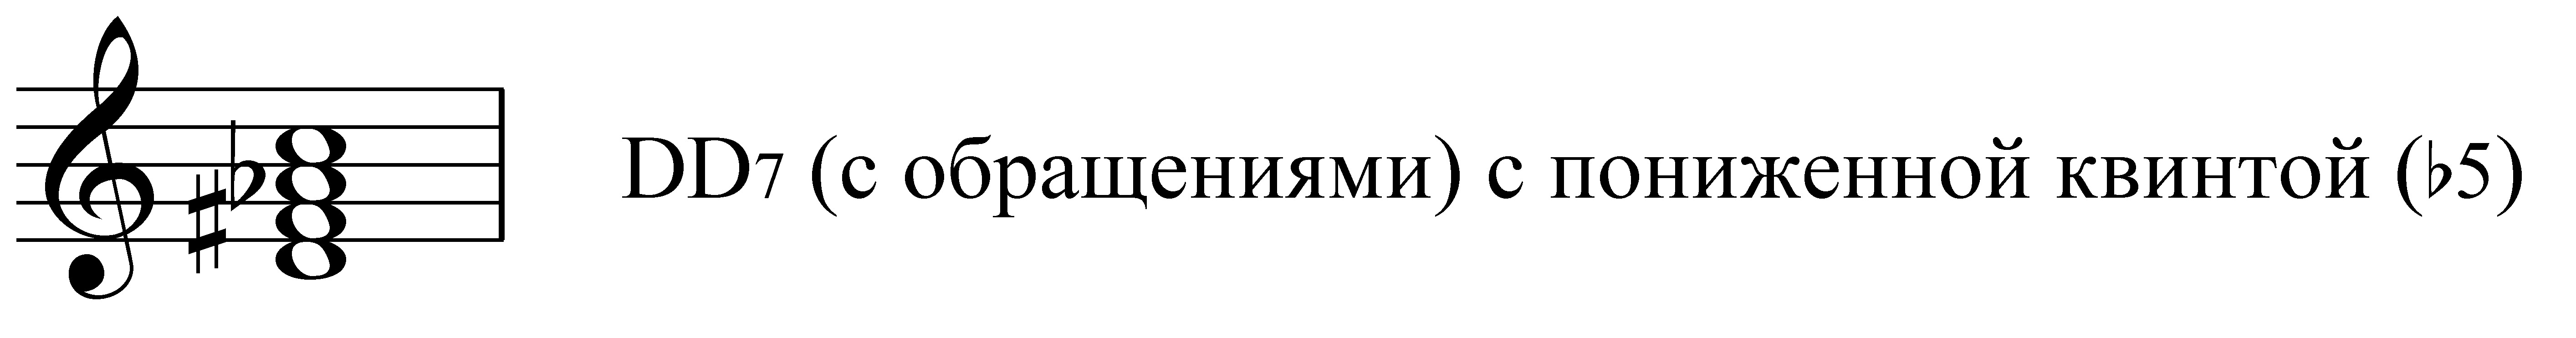 DD7 (с обращениями) с пониженной квинтой (♭5)